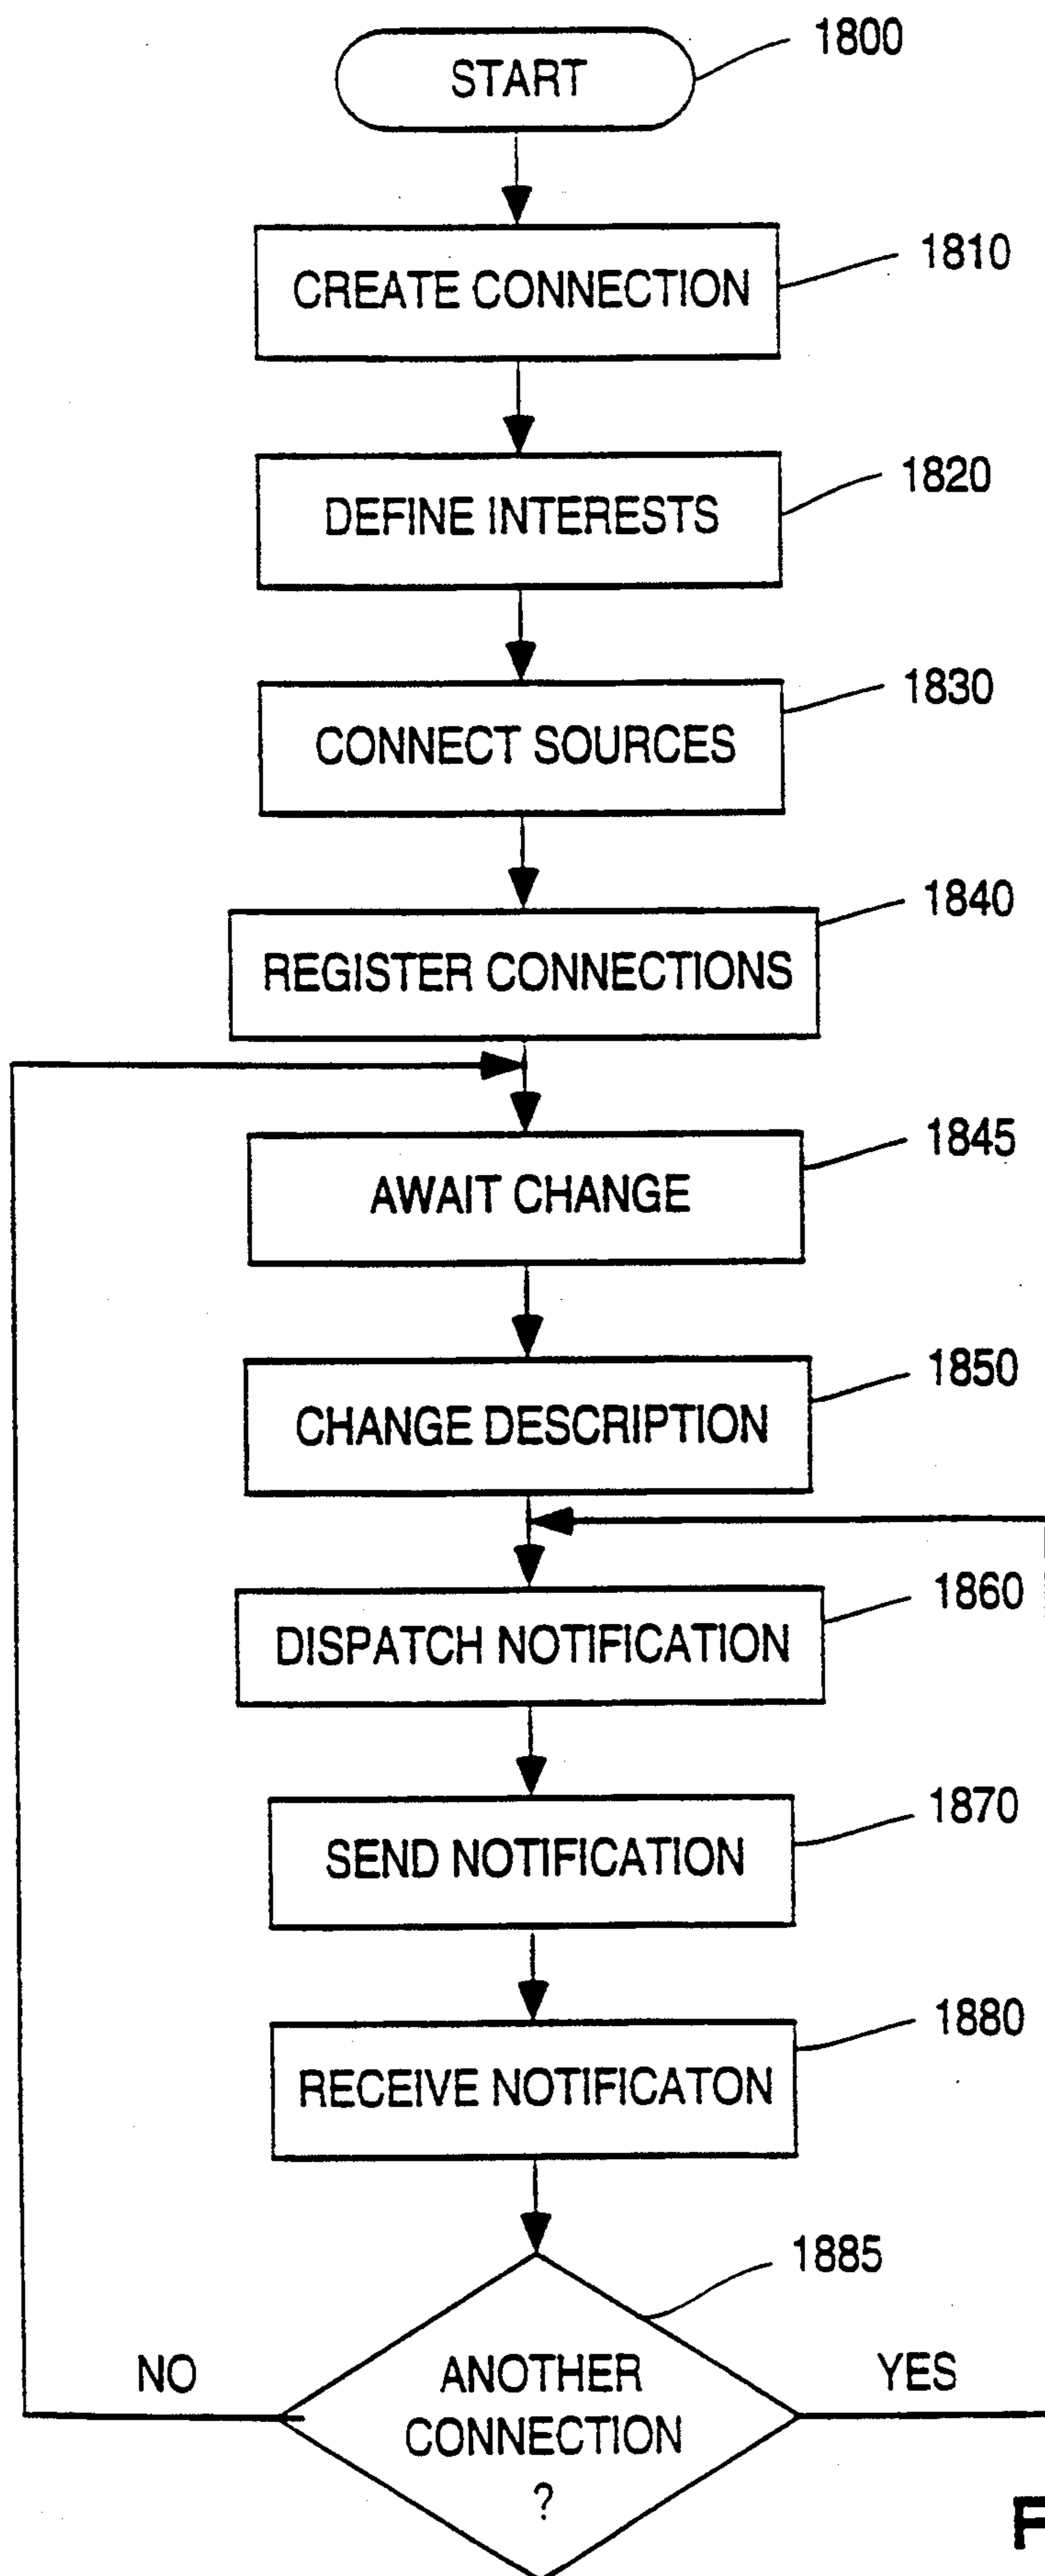 START
1800
CREATE CONNECTION
1810
DEFINE INTERESTS
1820
CONNECT SOURCES
1830
REGISTER CONNECTIONS
1840
AWAIT CHANGE
1845
CHANGE DESCRIPTION
1850
DISPATCH NOTIFICATION
1860
SEND NOTIFICATION
1870
RECEIVE NOTIFICATON
1880
1885
NO
ANOTHER
CONNECTION
?
YES
F